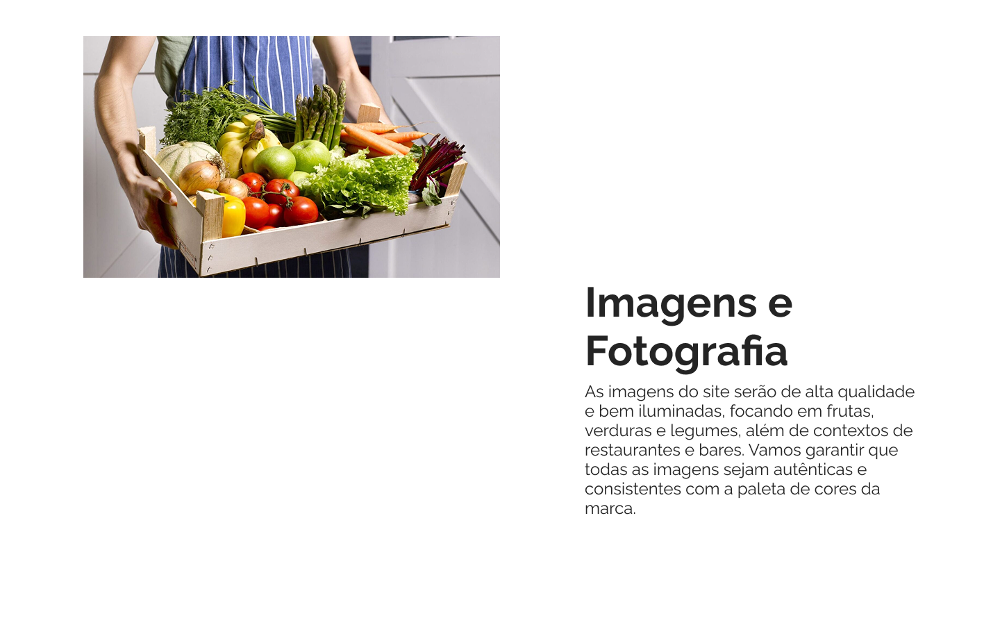 Imagens e
Fotografia
As imagens do site serão de alta qualidade
e bem iluminadas, focando em frutas,
verduras e legumes, além de contextos de
restaurantes e bares. Vamos garantir que
todas as imagens sejam autênticas e
consistentes com a paleta de cores da
marca.